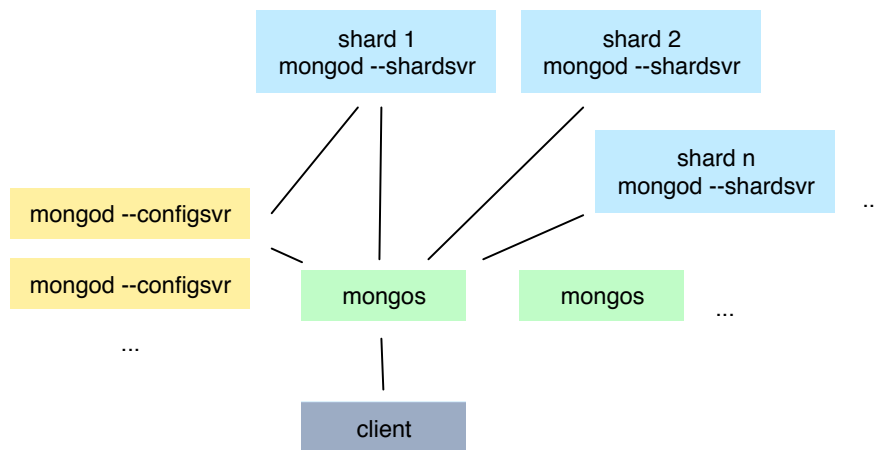 shard 1
mongod --shardsvr
shard 2
mongod --shardsvr
shard n
mongod --shardsvr
..
mongod --configsvr
mongod --configsvr
...
mongos
mongos
...
client